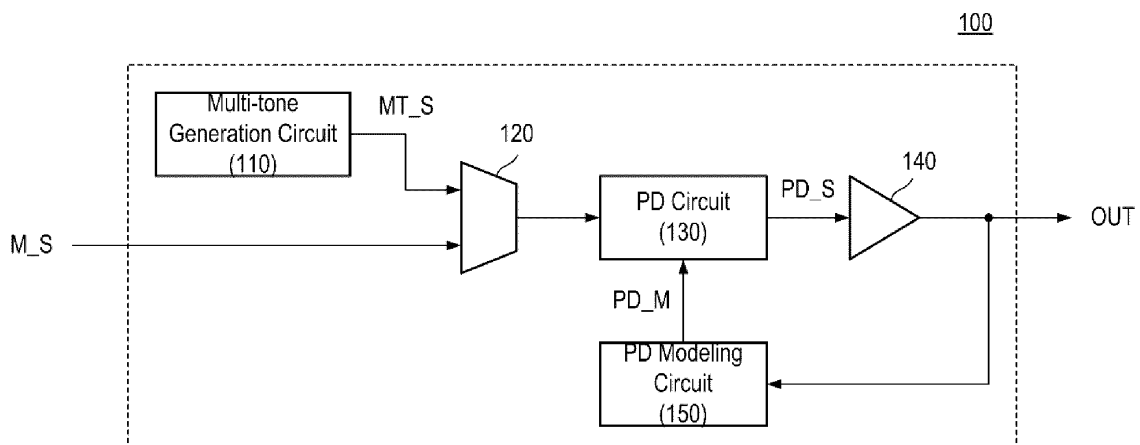 100
Multi-tone
Generation Circuit
(110)
MT_S
120
M_S
PD Circuit
(130)
PD_S
140
OUT
PD_M
PD Modeling
Circuit
(150)